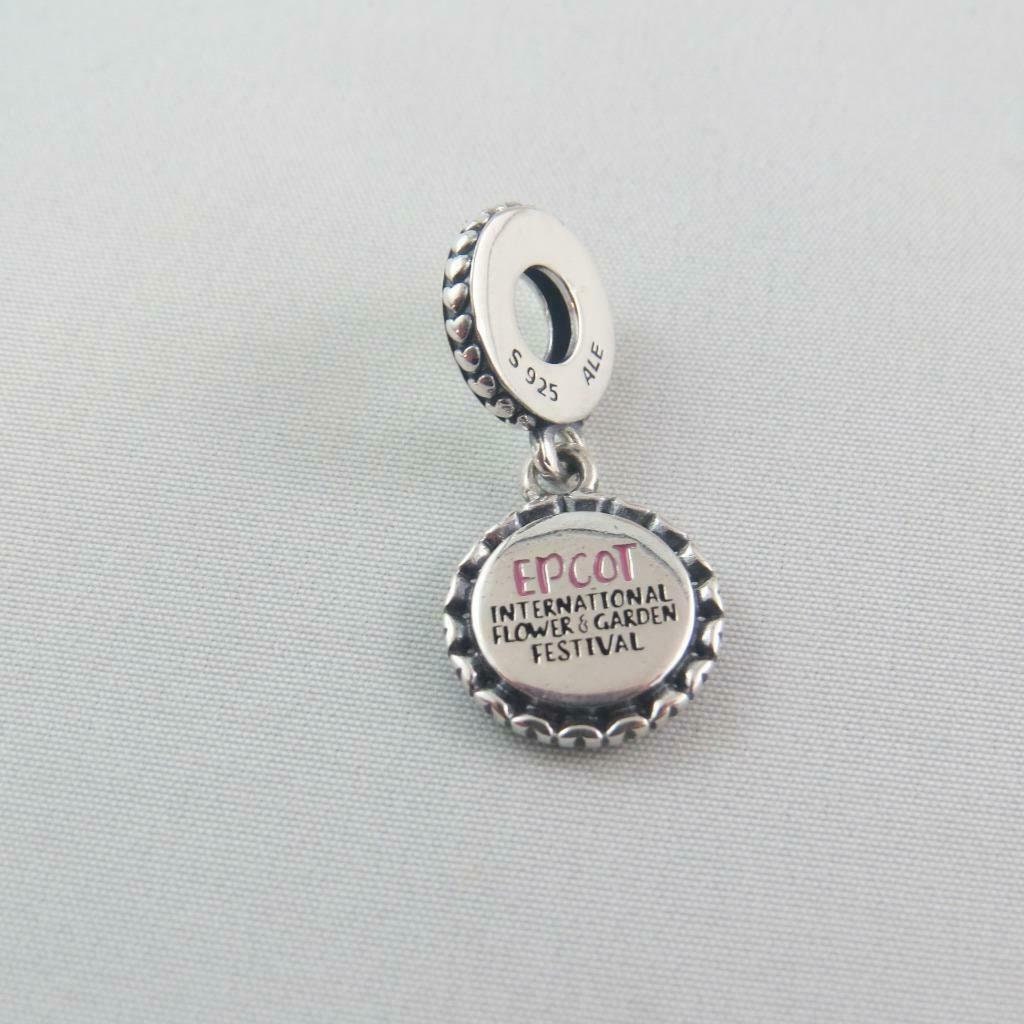 S 925 ALE
EPCOT
INTERNATIONAL
FLOWER & GARDEN
FESTIVAL